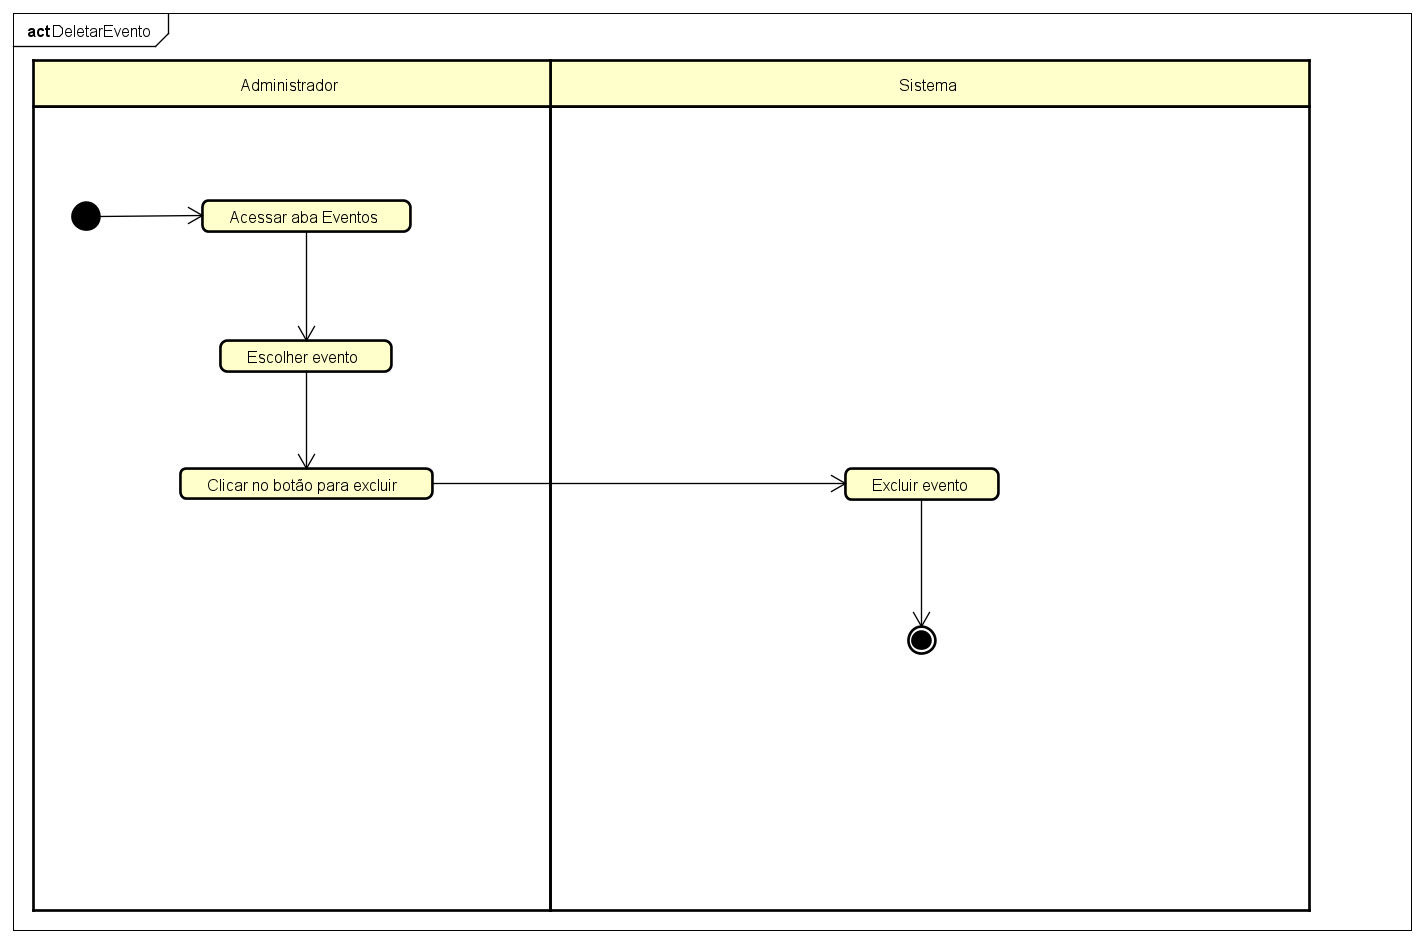 act DeletarEvento
Administrador
Sistema
Acessar aba Eventos
Escolher evento
Clicar no botão para excluir
Excluir evento